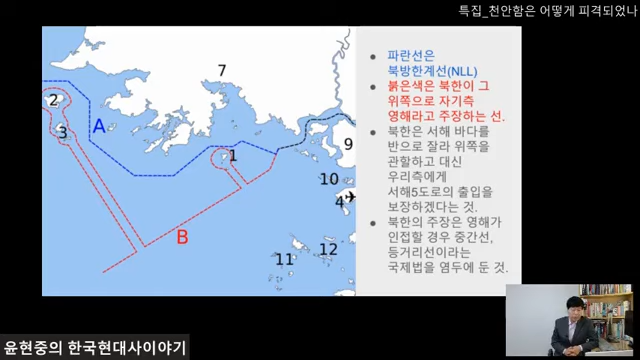 특집_천안함은 어떻게 피격되었나
7
2
3
A
1
9
10
4
B
12
11
● 파란선은
북방한계선(NLL)
● 붉은색은 북한이 그
위쪽으로 자기측
영해라고 주장하는 선.
● 북한은 서해 바다를
반으로 잘라 위쪽을
관할하고 대신
우리측에게
서해5도로의 출입을
보장하겠다는 것.
● 북한의 주장은 영해가
인접할 경우 중간선,
등거리선이라는
국제법을 염두에 둔 것.
윤현중의 한국현대사이야기